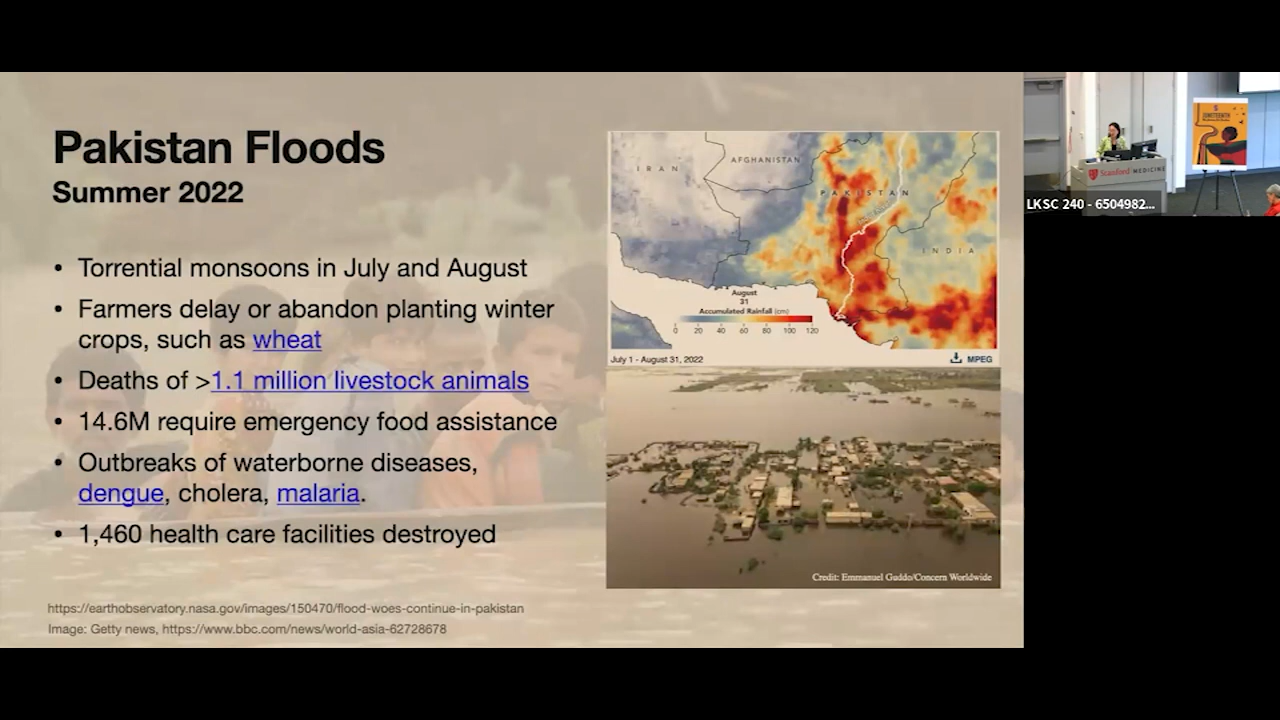 Pakistan Floods
Summer 2022
• Torrential monsoons in July and August
• Farmers delay or abandon planting winter
crops, such as wheat
• Deaths of >1.1 million livestock animals
• 14.6M require emergency food assistance
• Outbreaks of waterborne diseases,
dengue, cholera, malaria.
• 1,460 health care facilities destroyed
https://earthobservatory.nasa.gov/images/150470/flood-woes-continue-in-pakistan
Image: Getty news, https://www.bbc.com/news/world-asia-62728678
IRAN
AFGHANISTAN
PAKISTAN
INDIA
August
31
Accumulated Rainfall (cm)
0 20 40 60 80 100 120
July 1 - August 31, 2022
MPEG
Credit: Emmanuel Guddo/Concern Worldwide
JUNETEENTH
Stanford MEDICINE
LKSC 240 - 6504982...